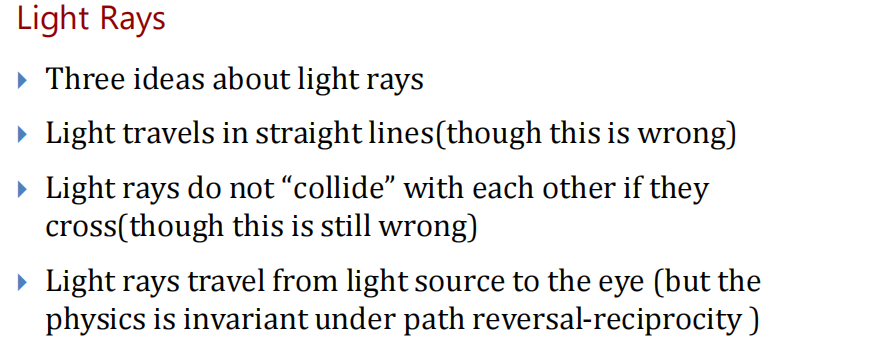 Light Rays
Three ideas about light rays
Light travels in straight lines(though this is wrong)
Light rays do not “collide” with each other if they
cross(though this is still wrong)
Light rays travel from light source to the eye (but the
physics is invariant under path reversal-reciprocity )